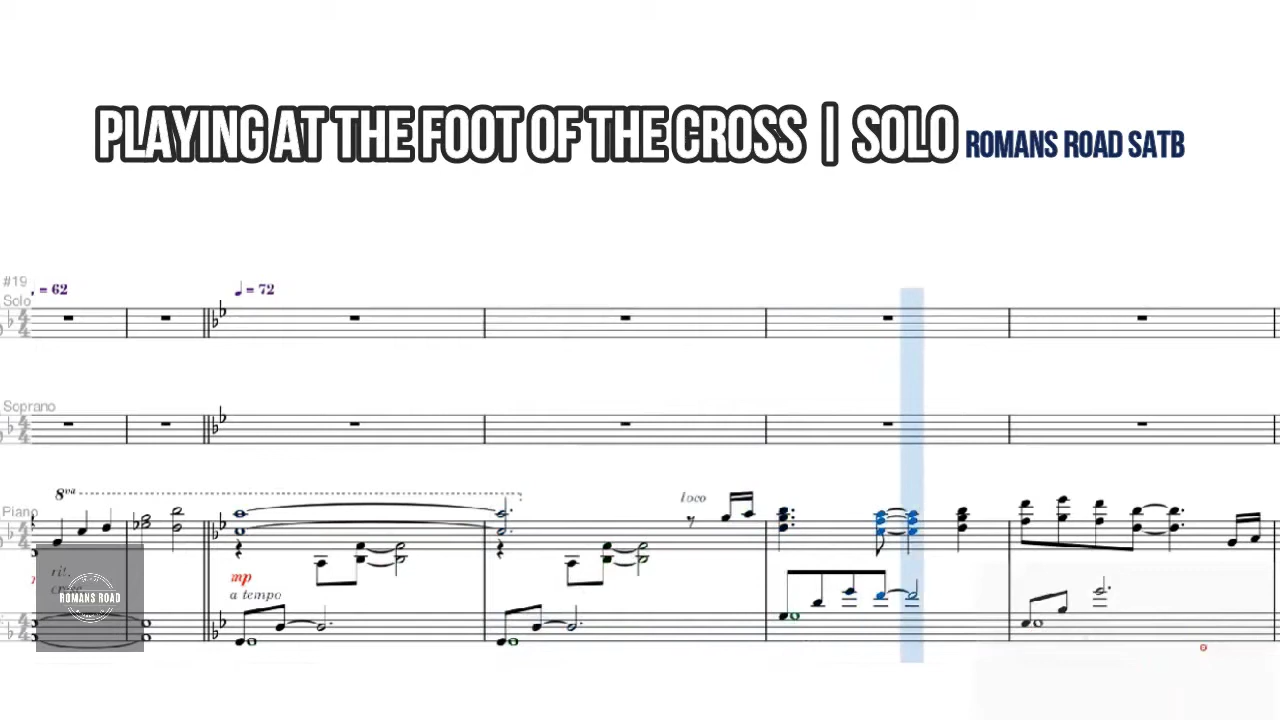 PLAYING AT THE FOOT OF THE CROSS | SOLO ROMANS ROAD SATB
#19
= 62
♩ = 72
Solo
Soprano
8va
loco
Piano
rit.
mp
a tempo
ROMANS ROAD